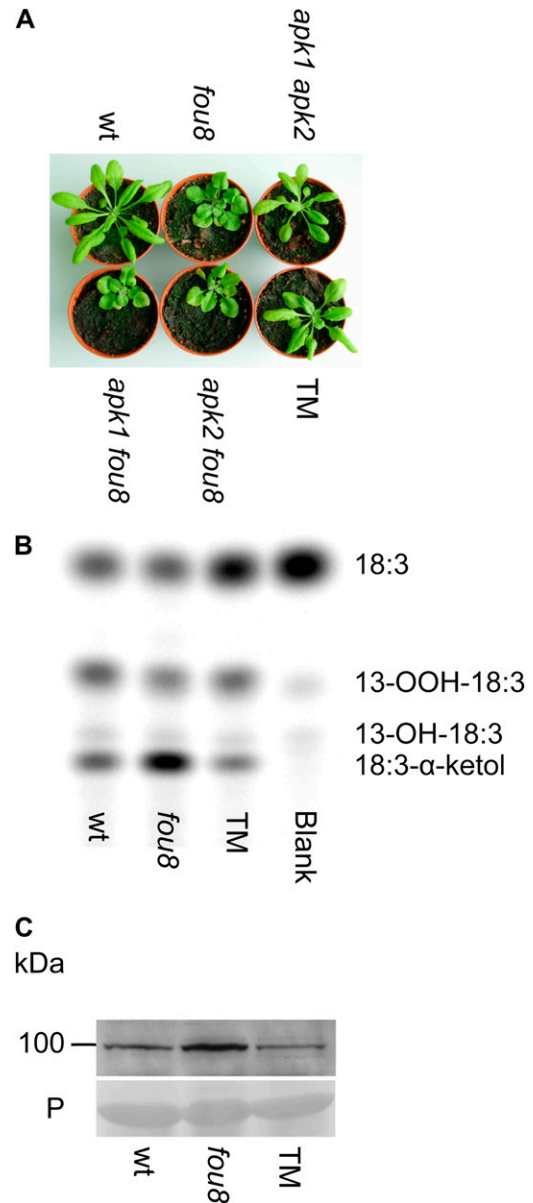 A
wt
fou8
apk1 apk2
apk1 fou8
apk2 fou8
TM
B
18:3
13-OOH-18:3
13-OH-18:3
18:3-α-ketol
wt
fou8
TM
Blank
C
kDa
100
P
wt
fou8
TM